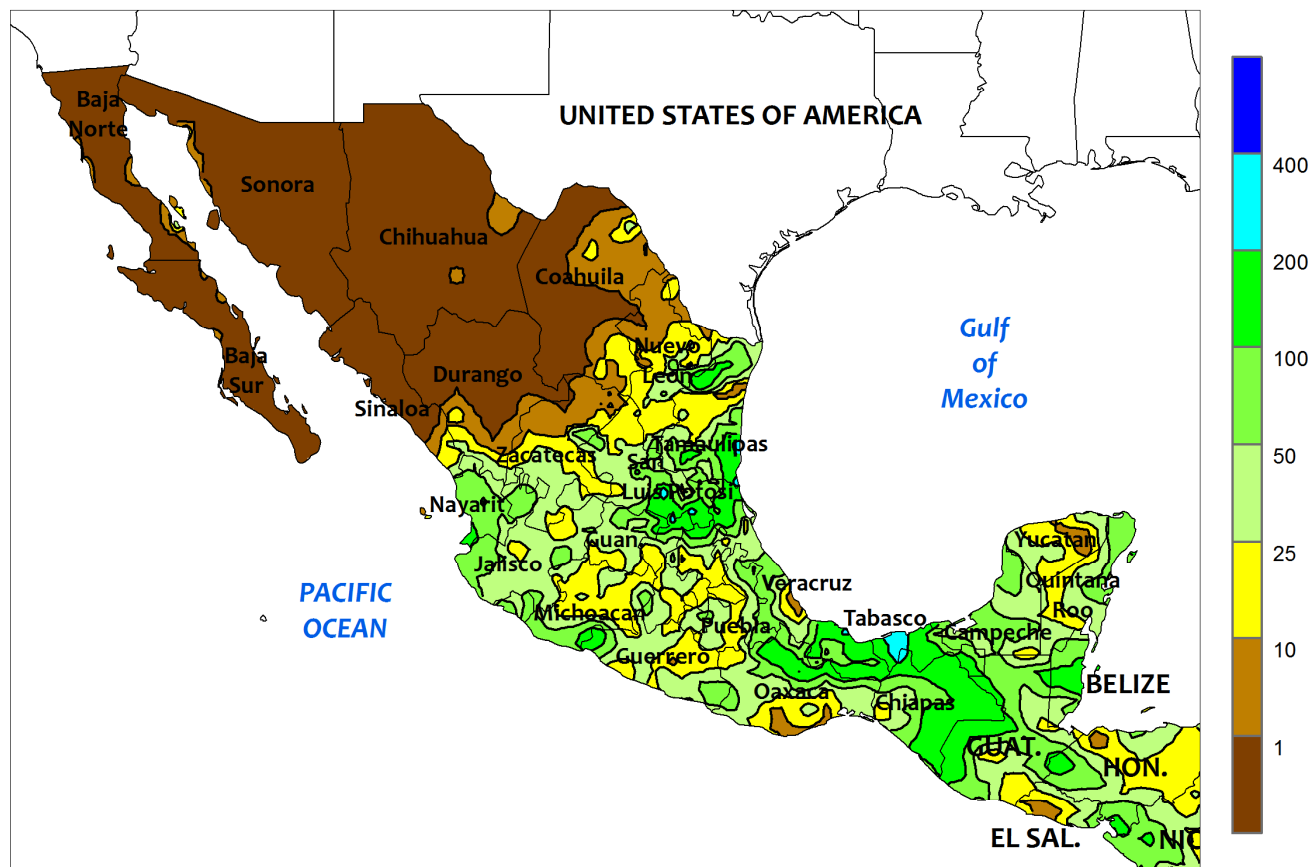 UNITED STATES OF AMERICA
Baja
Norte
Sonora
Chihuahua
Coahuila
Nuevo
Leon
Baja
Sur
Durango
Sinaloa
Gulf
of
Mexico
Zacatecas
Tamaulipas
San
Luis Potosi
Nayarit
Guan.
Jalisco
Yucatan
Quintana
Roo
PACIFIC
OCEAN
Michoacan
Veracruz
Tabasco
Puebla
Campeche
Guerrero
Oaxaca
Chiapas
BELIZE
GUAT.
HON.
EL SAL.
NIC
400
200
100
50
25
10
1